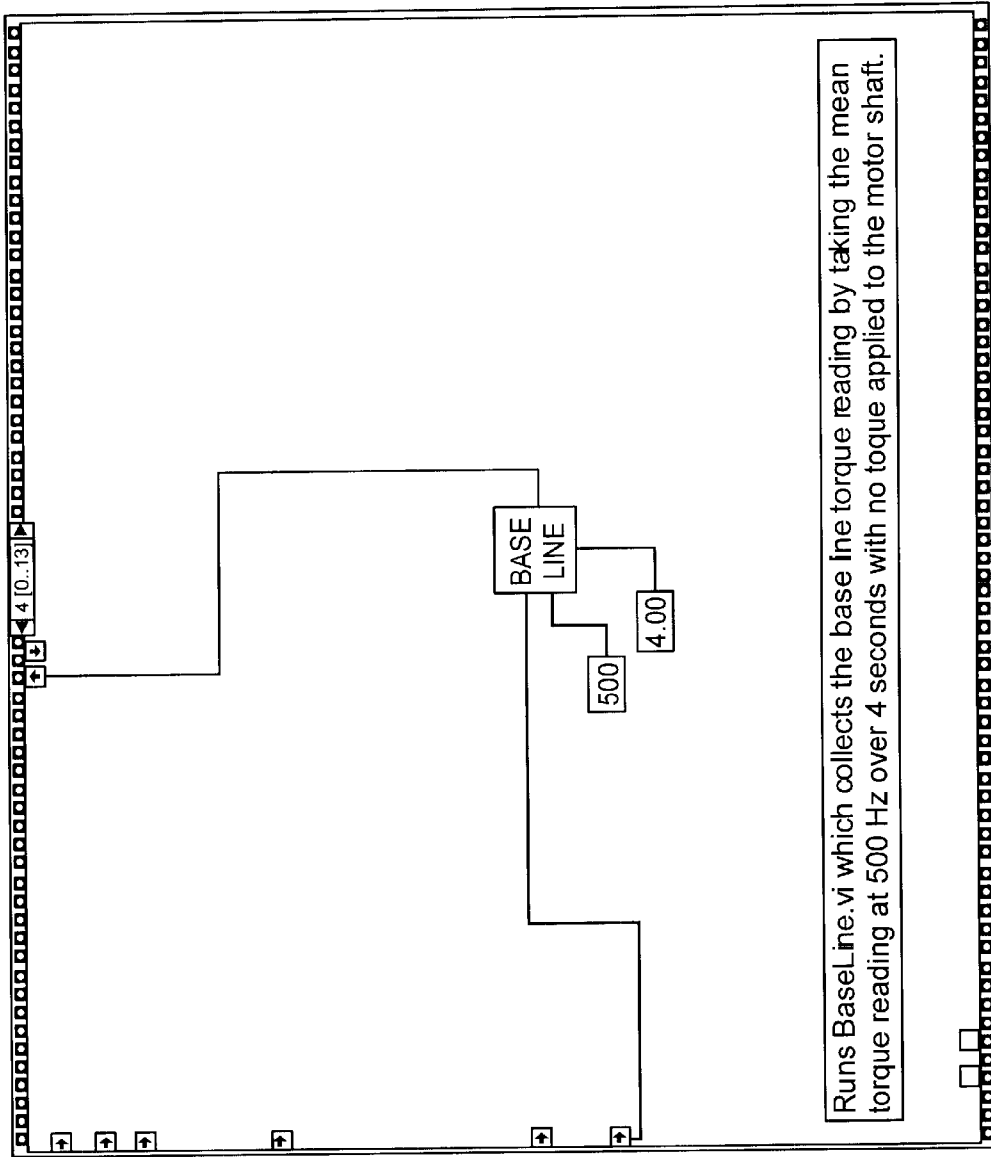 4 [0..13]
BASE
LINE
500
4.00
Runs BaseLine.vi which collects the base lne torque reading by taking the mean
torque reading at 500 Hz over 4 seconds with no toque applied to the motor shaft.